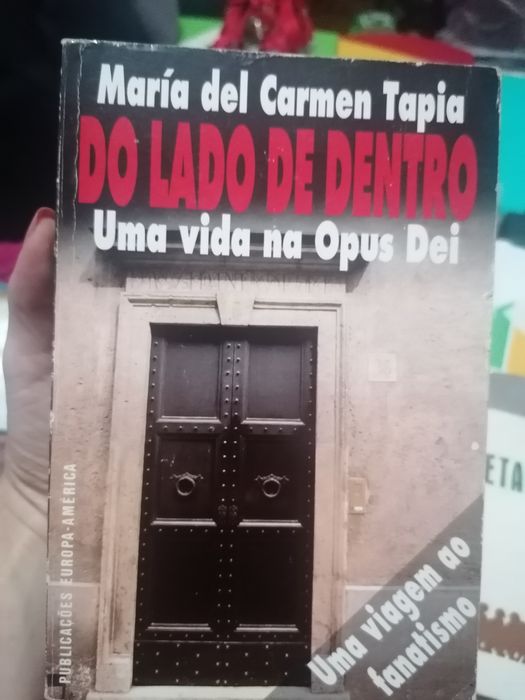 María del Carmen Tapia
DO LADO DE DENTRO
Uma vida na Opus Dei
PUBLICAÇÕES EUROPA-AMÉRICA
Uma viagem ao
fanatismo
ETA